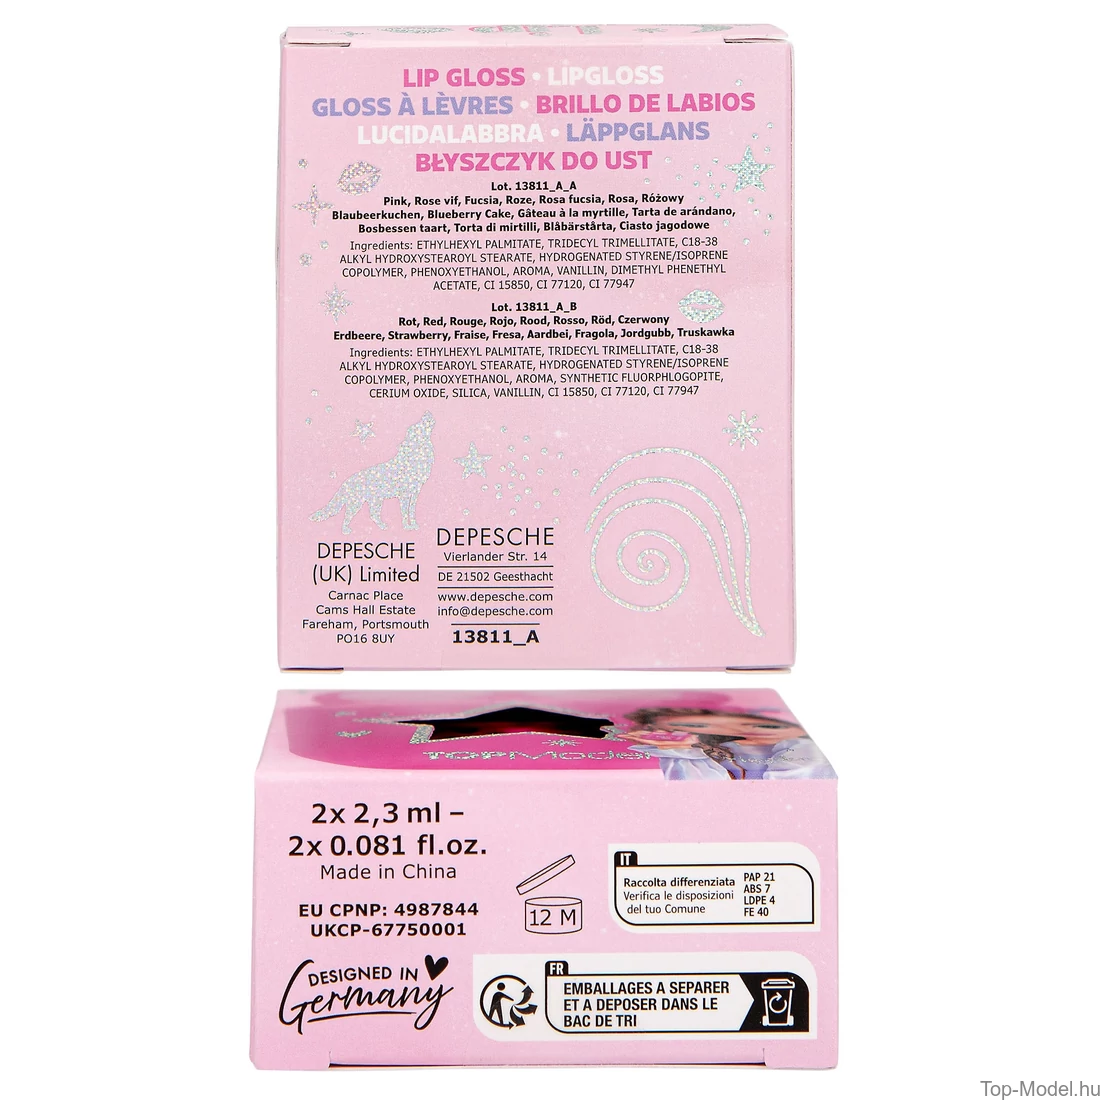 LIP GLOSS • LIPGLOSS
GLOSS À LÈVRES • BRILLO DE LABIOS
LUCIDALABBRA • LÄPPGLANS
BŁYSZCZYK DO UST
Lot. 13811_A_A
Pink, Rose vif, Fucsia, Roze, Rosa fucsia, Rosa, Różowy
Blaubeerkuchen, Blueberry Cake, Gâteau à la myrtille, Tarta de arándano,
Bosbessen taart, Torta di mirtilli, Blåbärstårta, Ciasto jagodowe
Ingredients: ETHYLHEXYL PALMITATE, TRIDECYL TRIMELLITATE, C18-38
ALKYL HYDROXYSTEAROYL STEARATE, HYDROGENATED STYRENE/ISOPRENE
COPOLYMER, PHENOXYETHANOL, AROMA, VANILLIN, DIMETHYL PHENETHYL
ACETATE, CI 15850, CI 77120, CI 77947
Lot. 13811_A_B
Rot, Red, Rouge, Rojo, Rood, Rosso, Röd, Czerwony
Erdbeere, Strawberry, Fraise, Fresa, Aardbei, Fragola, Jordgubb, Truskawka
Ingredients: ETHYLHEXYL PALMITATE, TRIDECYL TRIMELLITATE, C18-38
ALKYL HYDROXYSTEAROYL STEARATE, HYDROGENATED STYRENE/ISOPRENE
COPOLYMER, PHENOXYETHANOL, AROMA, SYNTHETIC FLUORPHLOGOPITE,
CERIUM OXIDE, SILICA, VANILLIN, CI 15850, CI 77120, CI 77947
DEPESCHE
(UK) Limited
Carnac Place
Cams Hall Estate
Fareham, Portsmouth
PO16 8UY
DEPESCHE
Vierlander Str. 14
DE 21502 Geesthacht
www.depesche.com
info@depesche.com
13811_A
TOPModel
2x 2,3 ml –
2x 0.081 fl.oz.
Made in China
EU CPNP: 4987844
UKCP-67750001
DESIGNED IN
Germany
12 M
IT
Raccolta differenziata
Verifica le disposizioni
del tuo Comune
PAP 21
ABS 7
LDPE 4
FE 40
FR
EMBALLAGES A SEPARER
ET A DEPOSER DANS LE
BAC DE TRI
Top-Model.hu